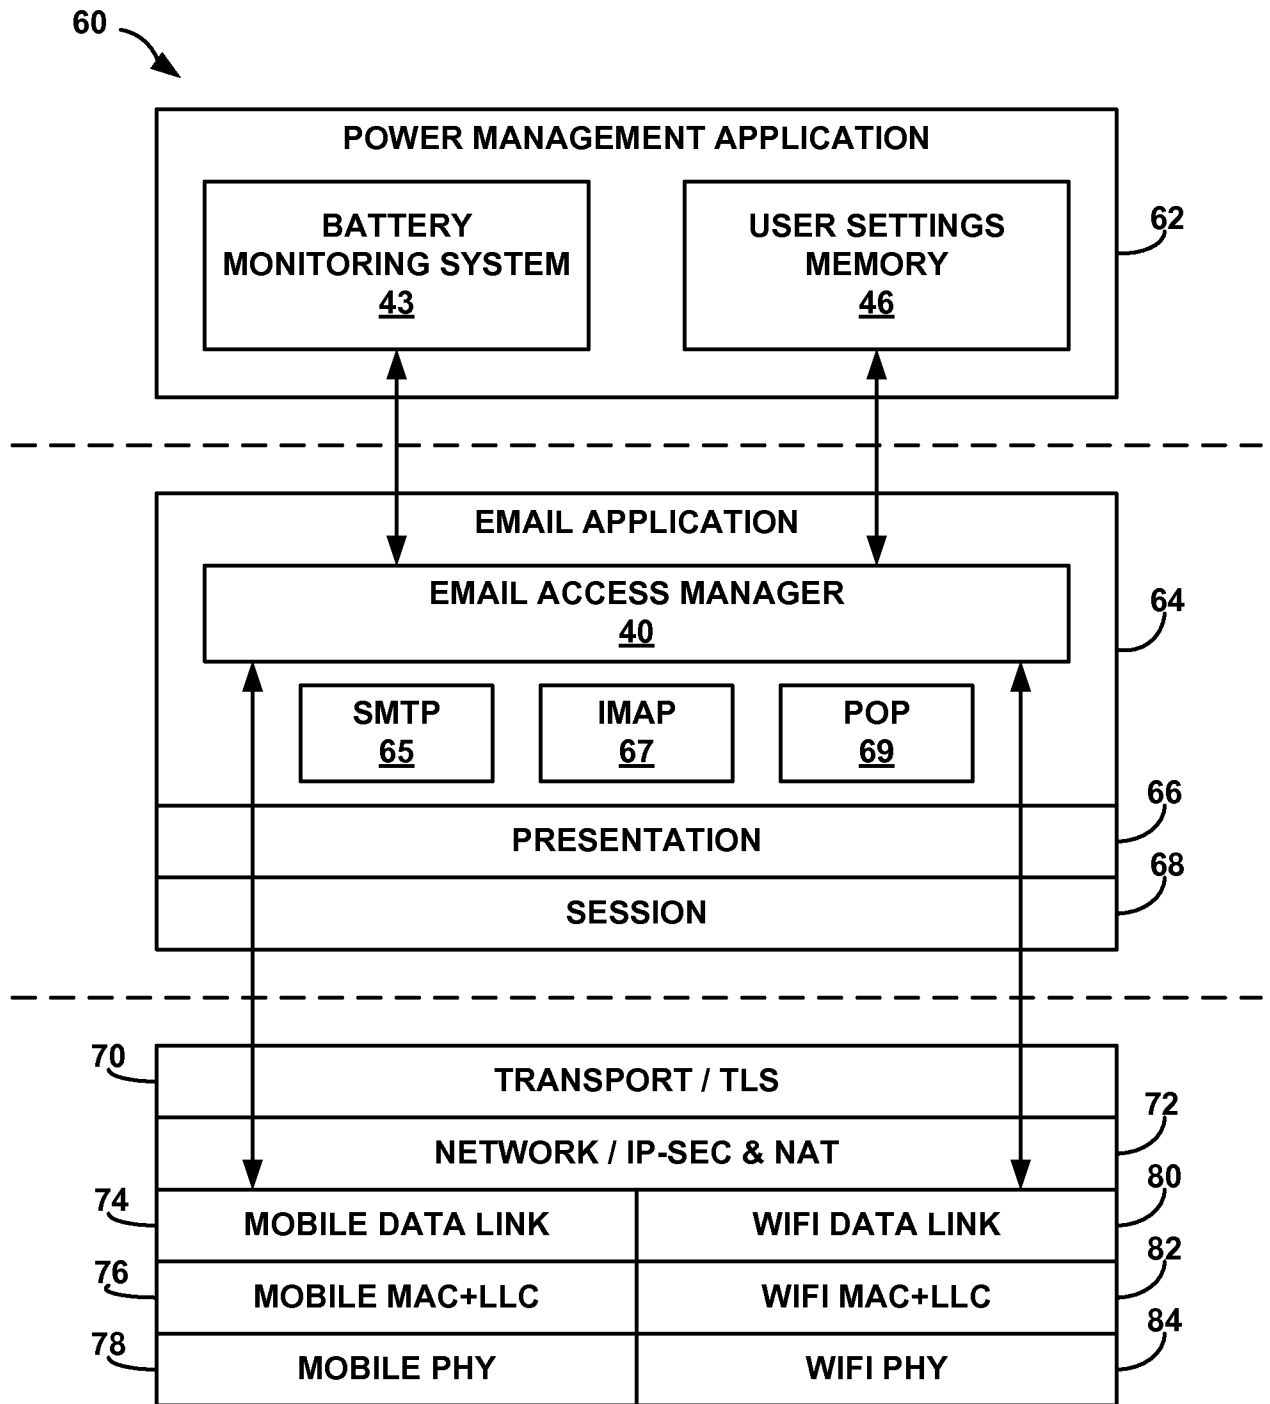 60
POWER MANAGEMENT APPLICATION
BATTERY
MONITORING SYSTEM
43
USER SETTINGS
MEMORY
46
62
EMAIL APPLICATION
EMAIL ACCESS MANAGER
40
64
SMTP
65
IMAP
67
POP
69
66
PRESENTATION
68
SESSION
70
TRANSPORT / TLS
72
NETWORK / IP-SEC & NAT
74
MOBILE DATA LINK
WIFI DATA LINK
80
76
MOBILE MAC+LLC
WIFI MAC+LLC
82
78
MOBILE PHY
WIFI PHY
84